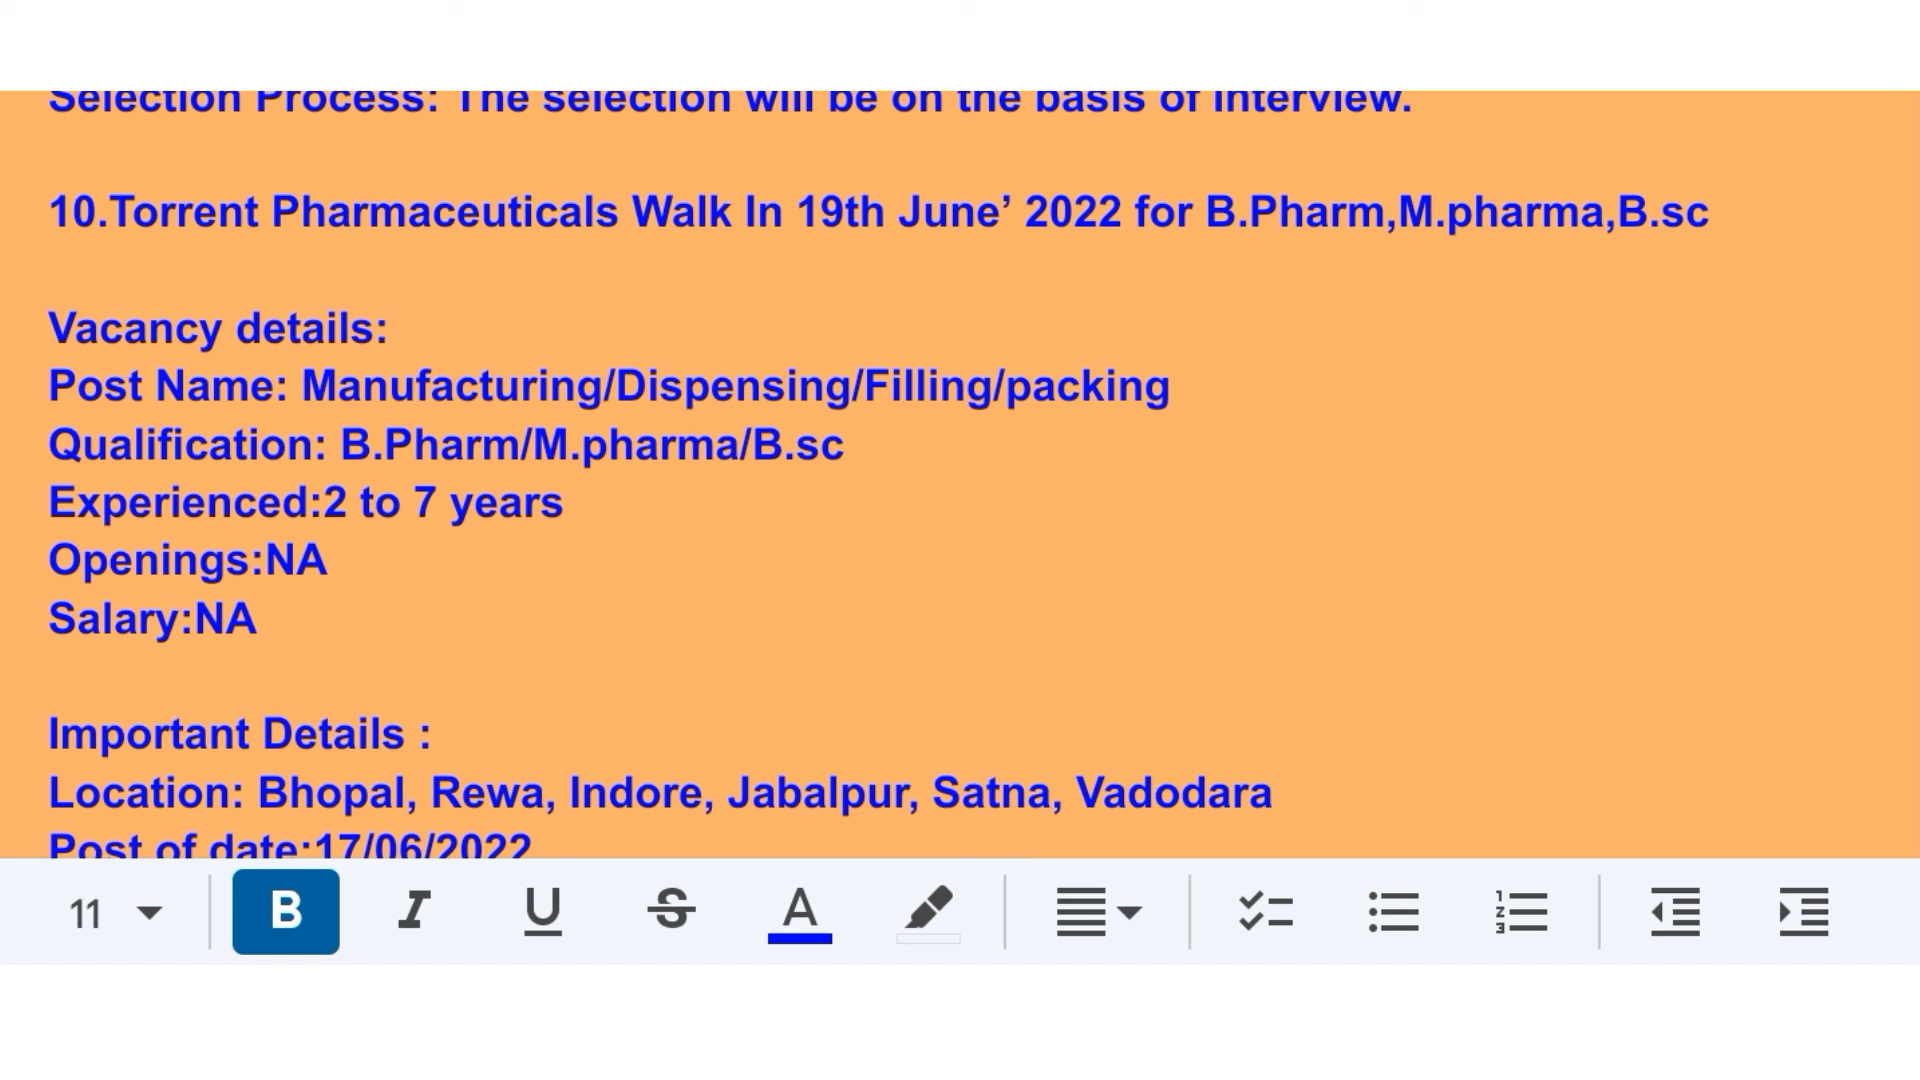 Selection Process: The selection will be on the basis of Interview.
10.Torrent Pharmaceuticals Walk In 19th June’ 2022 for B.Pharm,M.pharma,B.sc
Vacancy details:
Post Name: Manufacturing/Dispensing/Filling/packing
Qualification: B.Pharm/M.pharma/B.sc
Experienced:2 to 7 years
Openings:NA
Salary:NA
Important Details :
Location: Bhopal, Rewa, Indore, Jabalpur, Satna, Vadodara
Post of date:17/06/2022
11 B I U S A